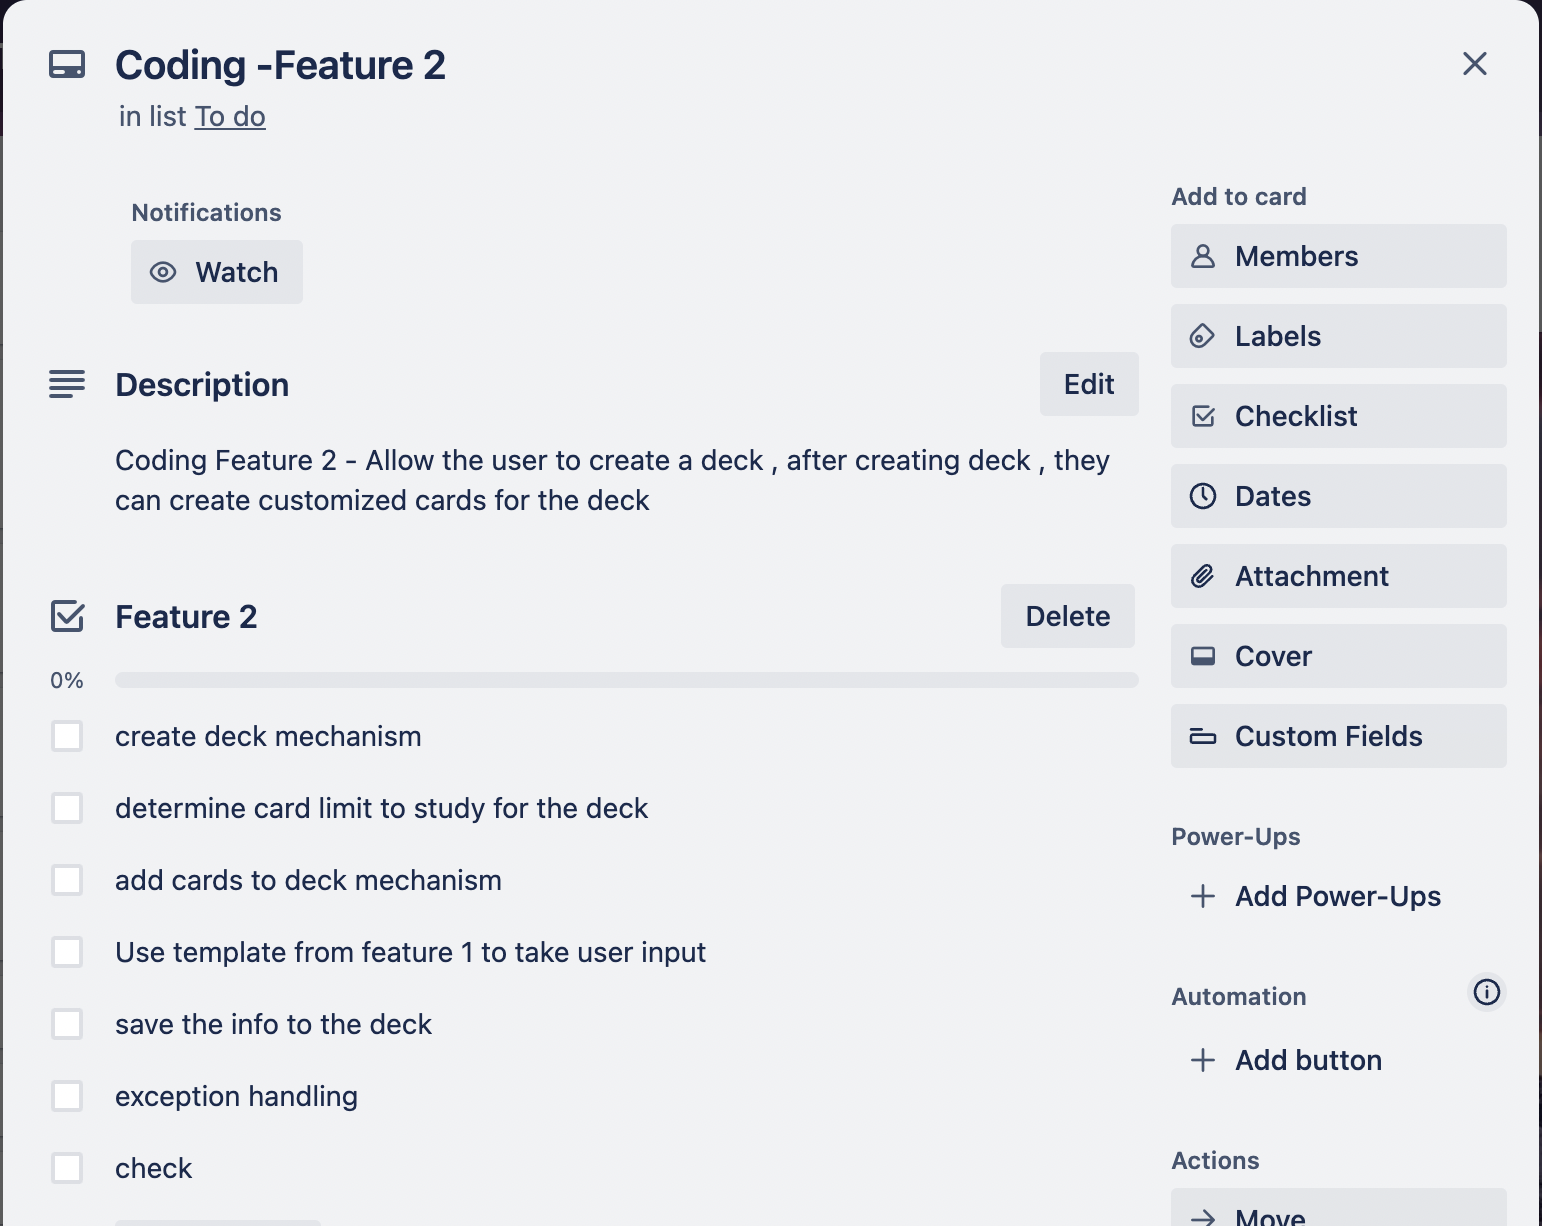 Coding -Feature 2
in list To do
Notifications
Watch
Description
Edit
Coding Feature 2 - Allow the user to create a deck , after creating deck , they
can create customized cards for the deck
Feature 2
Delete
0%
create deck mechanism
determine card limit to study for the deck
add cards to deck mechanism
Use template from feature 1 to take user input
save the info to the deck
exception handling
check
Add to card
Members
Labels
Checklist
Dates
Attachment
Cover
Custom Fields
Power-Ups
Add Power-Ups
Automation
Add button
Actions
Move